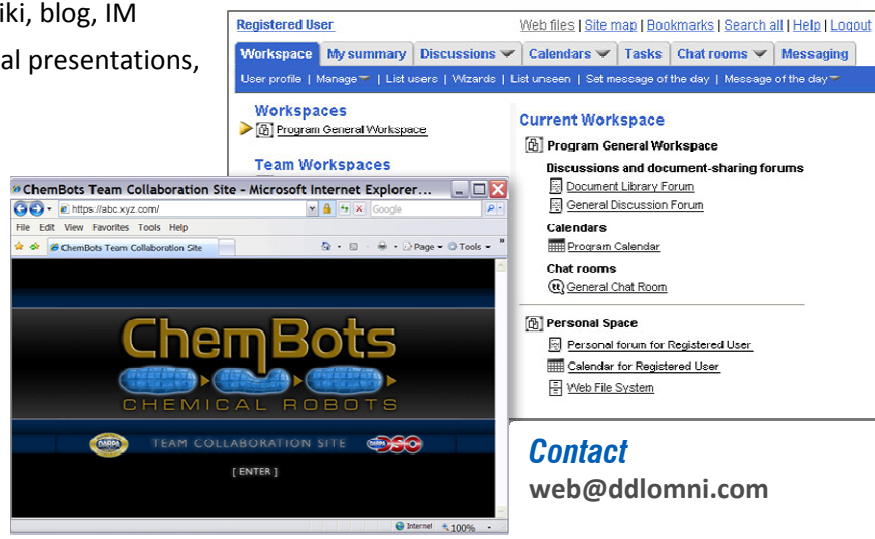 iki, blog, IM
al presentations,
Registered User
Web files | Site map | Bookmarks | Search all | Help | Logout
Workspace My summary Discussions Calendars Tasks Chat rooms Messaging
User profile | Manage | List users | Wizards | List unseen | Set message of the day | Message of the day
Workspaces
Program General Workspace
Team Workspaces
Current Workspace
Program General Workspace
Discussions and document-sharing forums
Document Library Forum
General Discussion Forum
Calendars
Program Calendar
Chat rooms
General Chat Room
Personal Space
Personal forum for Registered User
Calendar for Registered User
Web File System
ChemBots Team Collaboration Site - Microsoft Internet Explorer...
https://abc.xyz.com/
Google
File Edit View Favorites Tools Help
ChemBots Team Collaboration Site
Page Tools
ChemBots
CHEMICAL ROBOTS
DARPA TEAM COLLABORATION SITE DARPA DSO
[ ENTER ]
Internet 100%
Contact
web@ddlomni.com